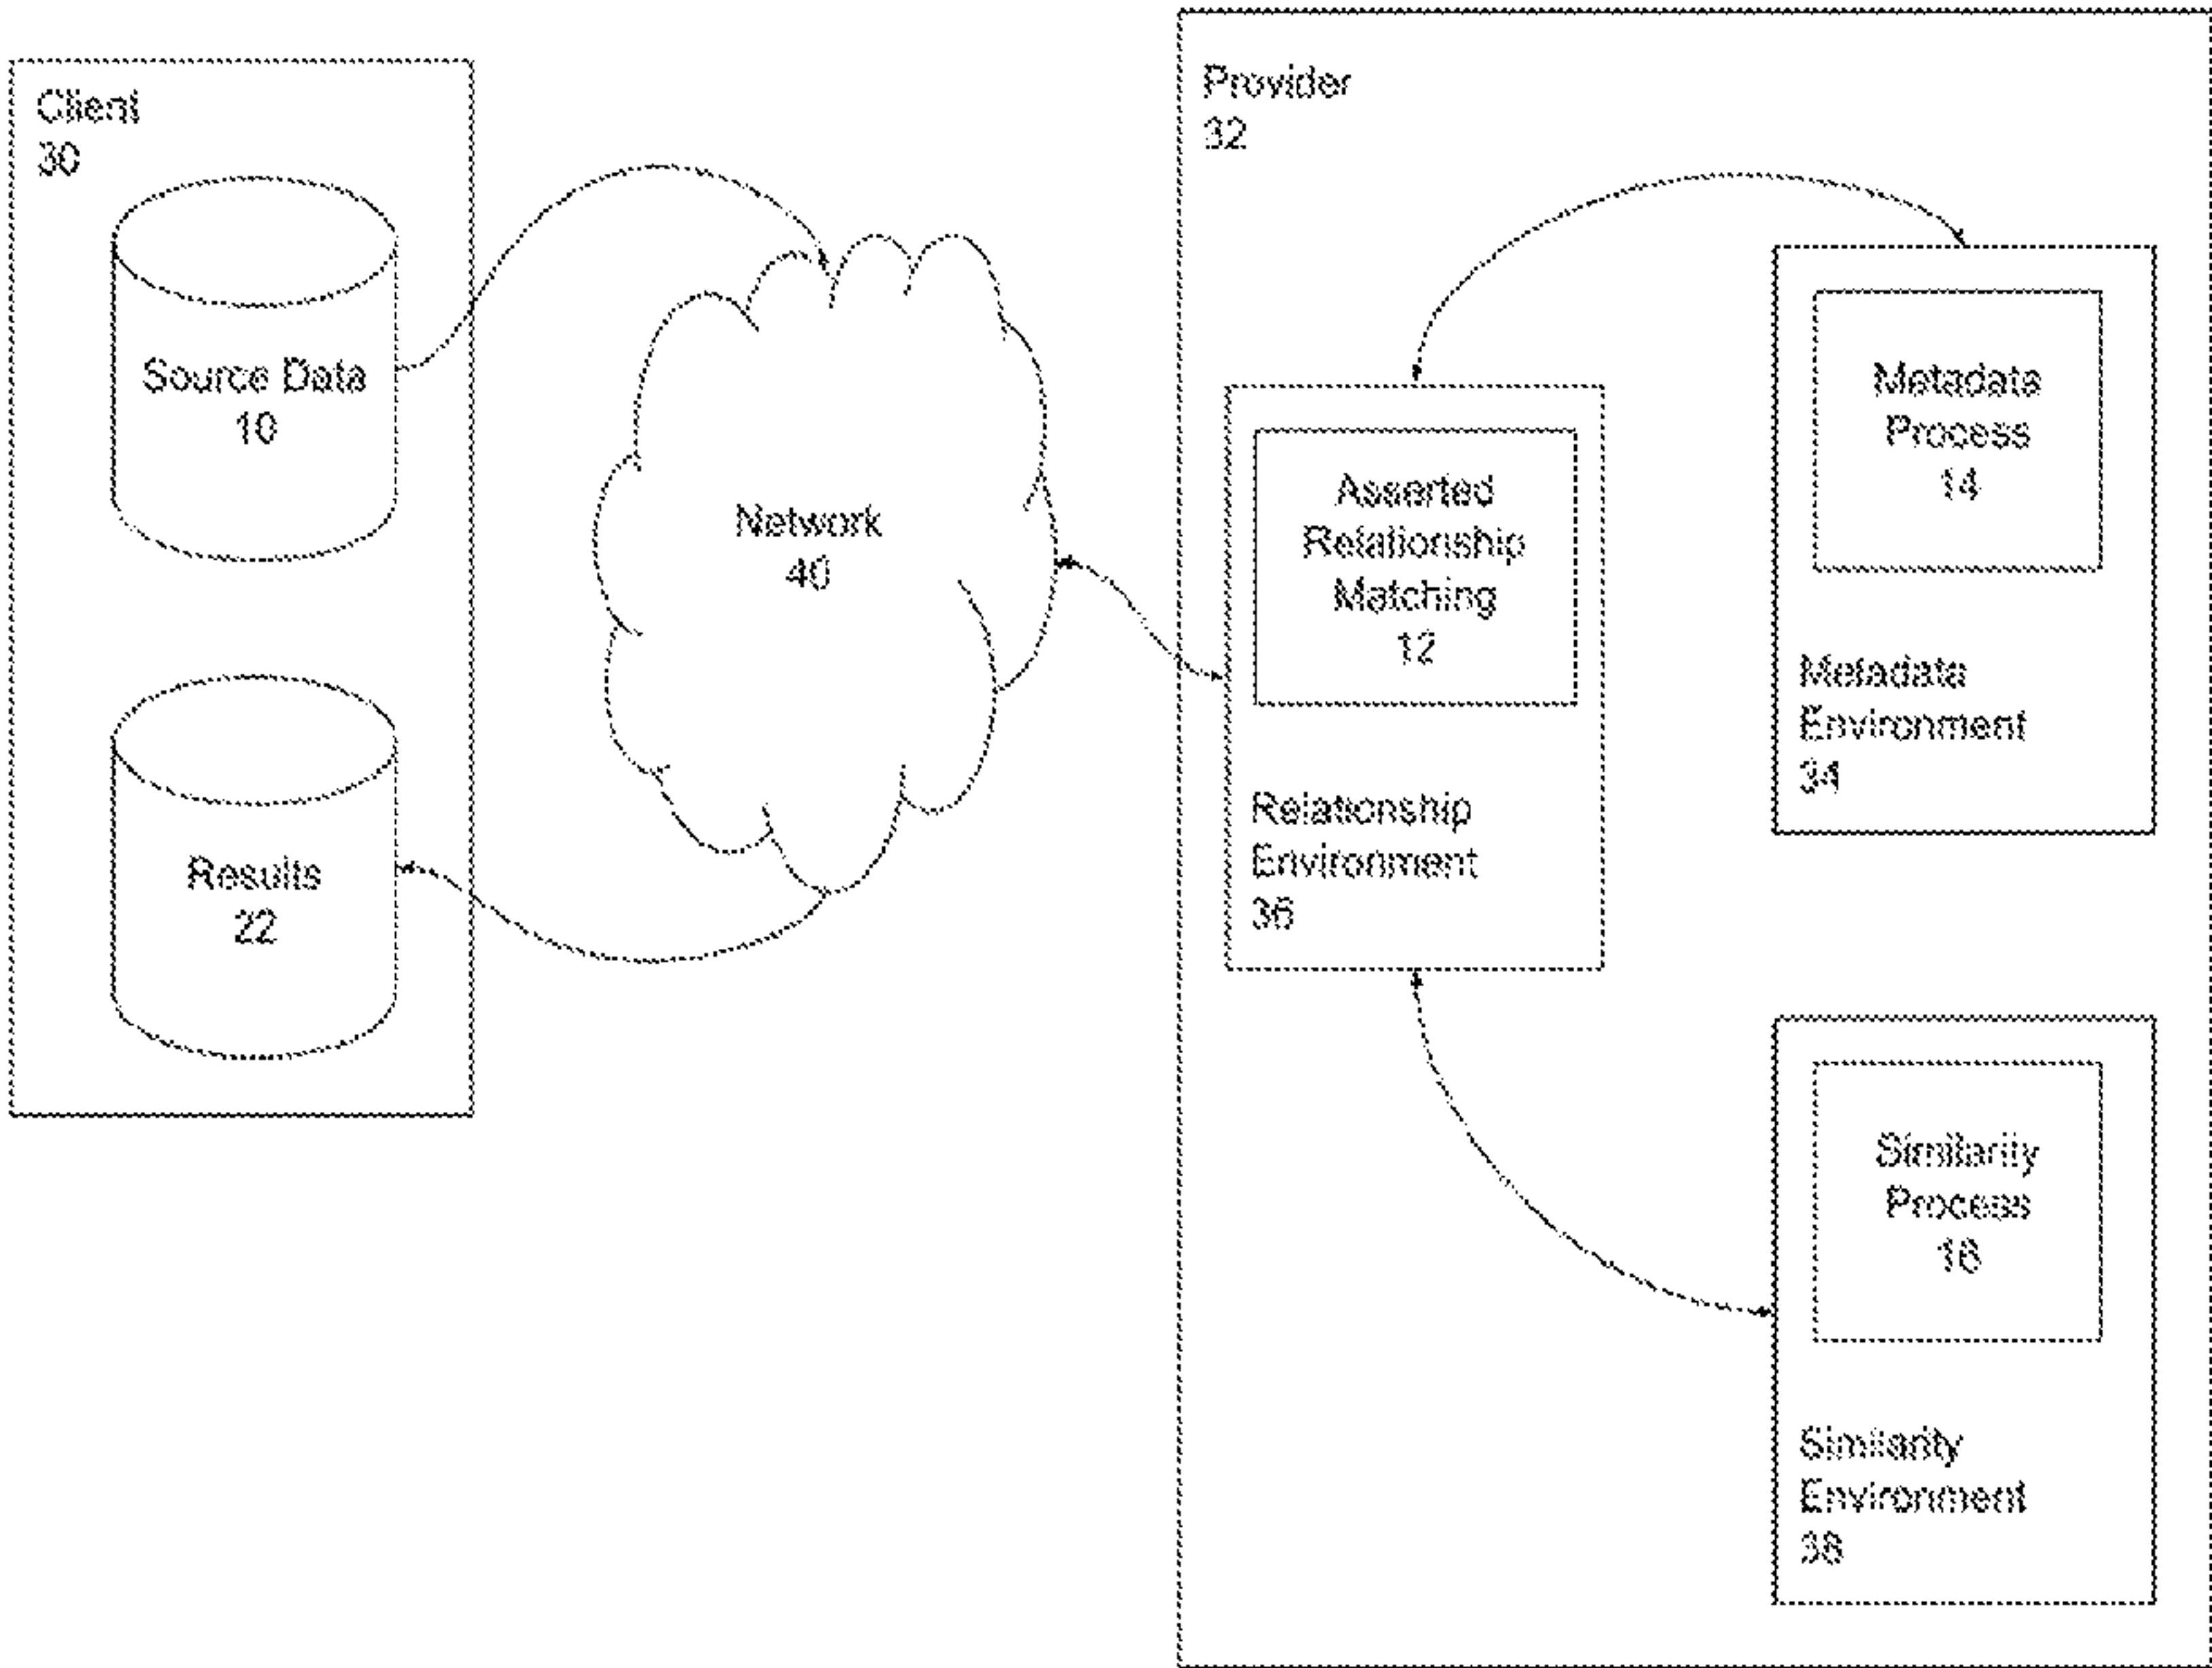 Client
30
Source Data
10
Results
22
Network
40
Provider
32
Asserted
Relationship
Matching
12
Relationship
Environment
36
Metadata
Process
14
Metadata
Environment
34
Similarity
Process
16
Similarity
Environment
38